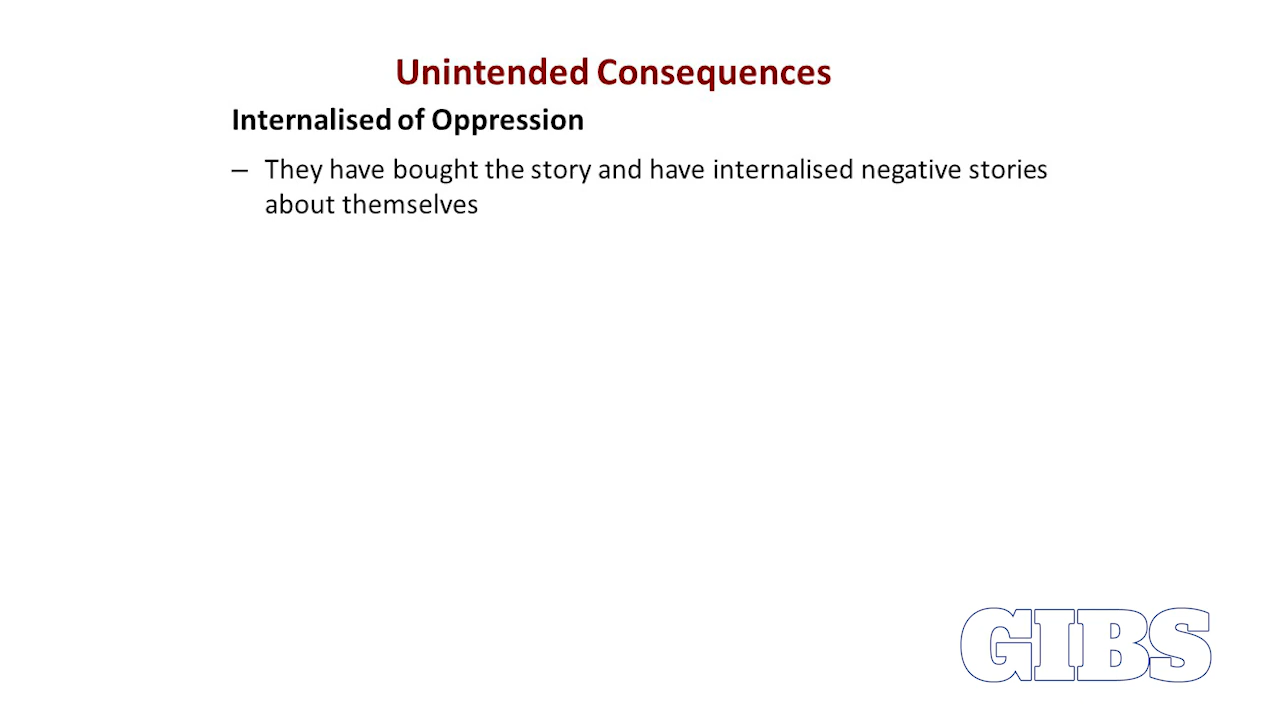 Unintended Consequences
Internalised of Oppression
– They have bought the story and have internalised negative stories
about themselves
GIBS